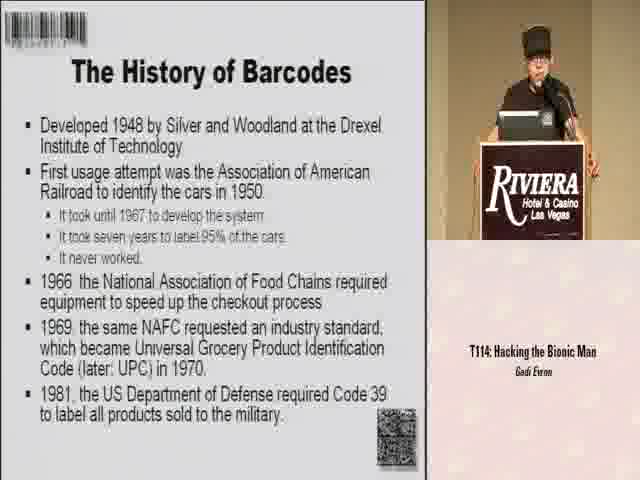 The History of Barcodes
Developed 1948 by Silver and Woodland at the Drexel
Institute of Technology
First usage attempt was the Association of American
Railroad to identify the cars in 1950.
It took until 1967 to develop the system
It took seven years to label 95% of the cars.
It never worked.
1966, the National Association of Food Chains required
equipment to speed up the checkout process
1969, the same NAFC requested an industry standard,
which became Universal Grocery Product Identification
Code (later: UPC) in 1970.
1981, the US Department of Defense required Code 39
to label all products sold to the military.
RIVIERA
Hotel & Casino
Las Vegas
T114: Hacking the Bionic Man
Gadi Evron